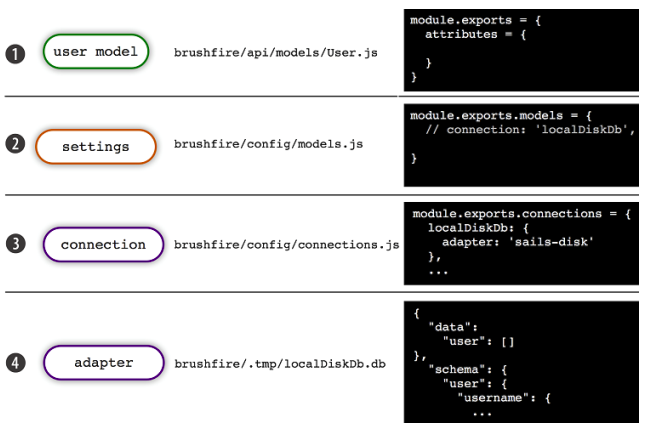 1 user model brushfire/api/models/User.js
module.exports = {
  attributes = {

  }
}
2 settings brushfire/config/models.js
module.exports.models = {
  // connection: 'localDiskDb',

}
3 connection brushfire/config/connections.js
module.exports.connections = {
  localDiskDb: {
    adapter: 'sails-disk'
  },
  ...
4 adapter brushfire/.tmp/localDiskDb.db
{
  "data":
    "user": []
},
  "schema": {
    "user": {
      "username": {
        ...